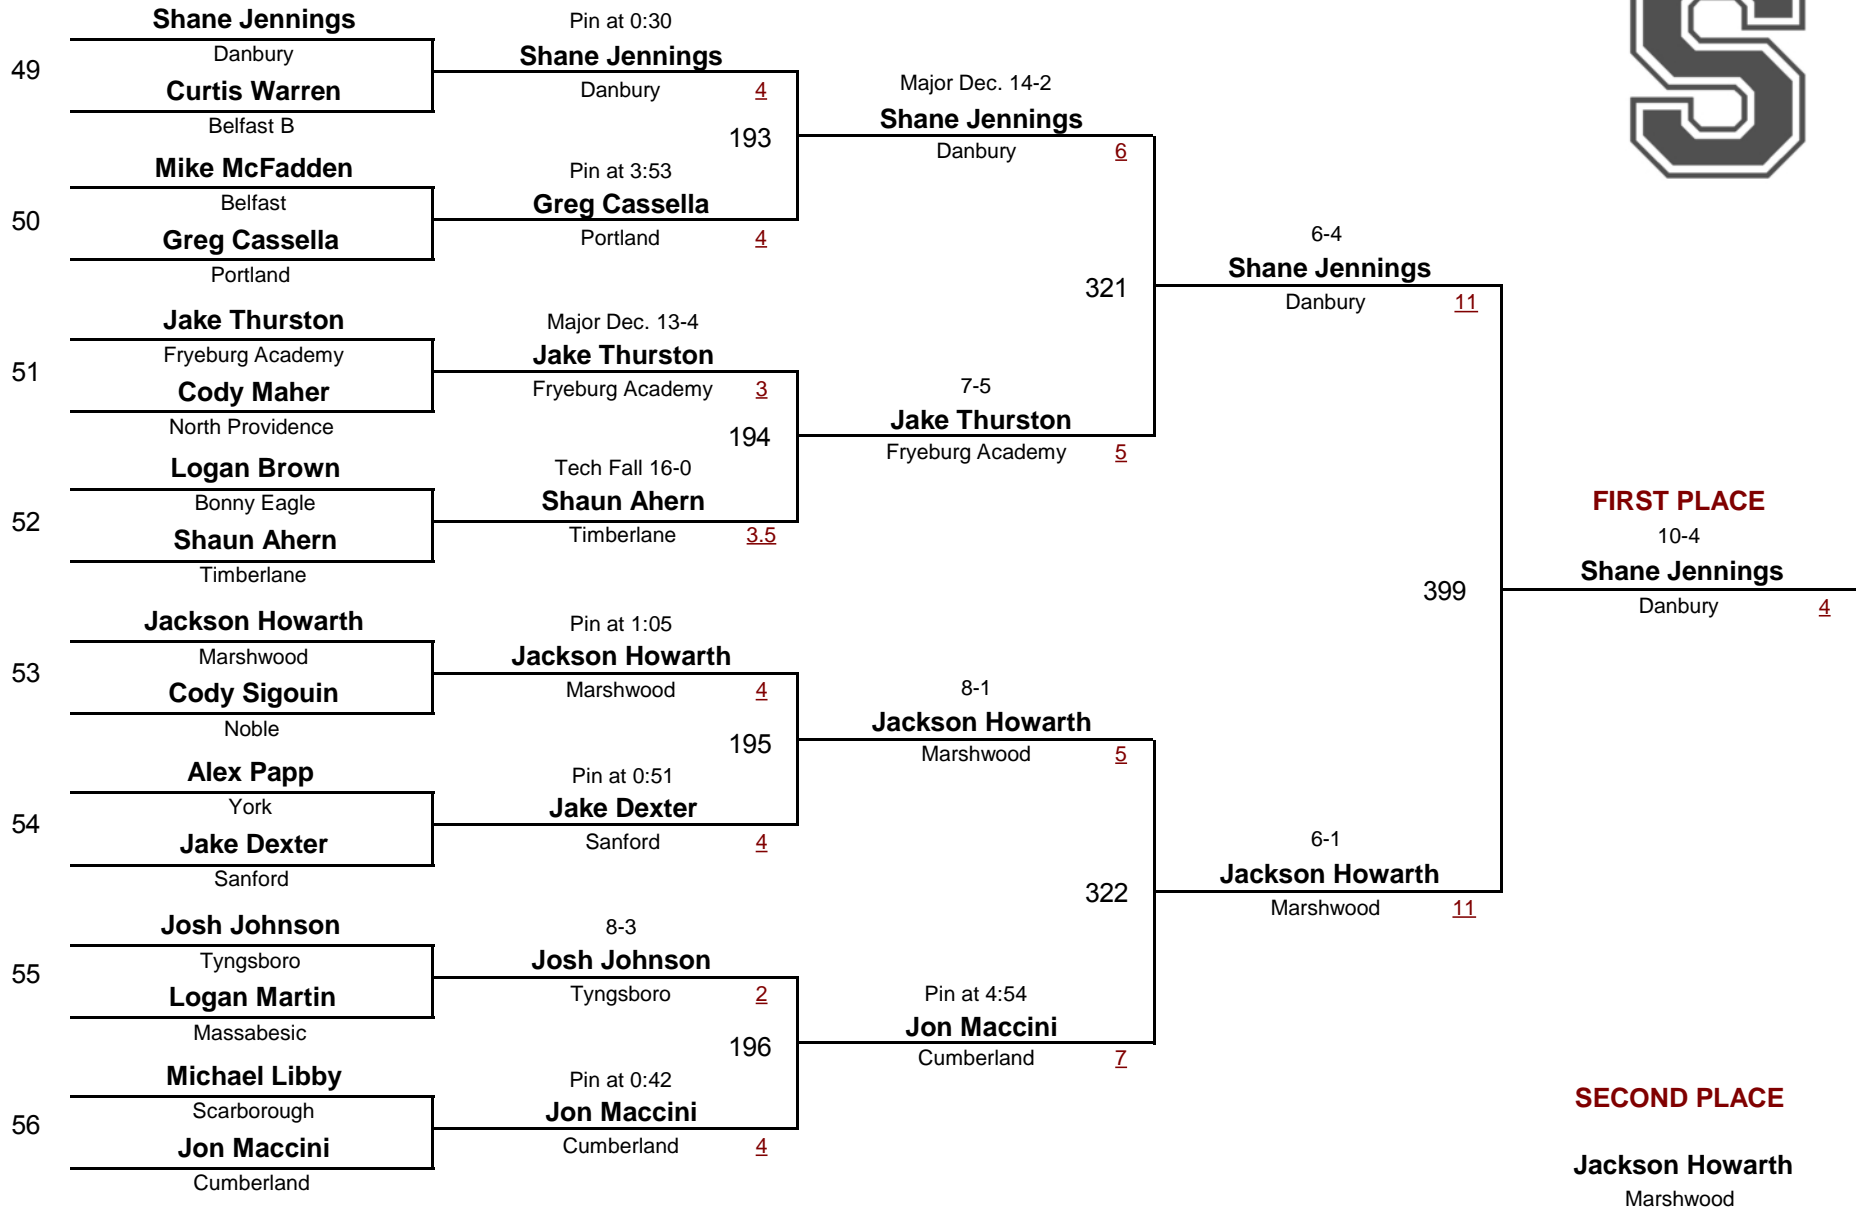 Shane Jennings
Danbury
49
Curtis Warren
Belfast B
Mike McFadden
Belfast
50
Greg Cassella
Portland
Jake Thurston
Fryeburg Academy
51
Cody Maher
North Providence
Logan Brown
Bonny Eagle
52
Shaun Ahern
Timberlane
Jackson Howarth
Marshwood
53
Cody Sigouin
Noble
Alex Papp
York
54
Jake Dexter
Sanford
Josh Johnson
Tyngsboro
55
Logan Martin
Massabesic
Michael Libby
Scarborough
56
Jon Maccini
Cumberland
Pin at 0:30
Shane Jennings
Danbury 4
193
Pin at 3:53
Greg Cassella
Portland 4
Major Dec. 13-4
Jake Thurston
Fryeburg Academy 3
194
Tech Fall 16-0
Shaun Ahern
Timberlane 3.5
Pin at 1:05
Jackson Howarth
Marshwood 4
195
Pin at 0:51
Jake Dexter
Sanford 4
8-3
Josh Johnson
Tyngsboro 2
196
Pin at 0:42
Jon Maccini
Cumberland 4
Major Dec. 14-2
Shane Jennings
Danbury 6
321
7-5
Jake Thurston
Fryeburg Academy 5
8-1
Jackson Howarth
Marshwood 5
322
Pin at 4:54
Jon Maccini
Cumberland 7
6-4
Shane Jennings
Danbury 11
399
6-1
Jackson Howarth
Marshwood 11
S
FIRST PLACE
10-4
Shane Jennings
Danbury 4
SECOND PLACE
Jackson Howarth
Marshwood